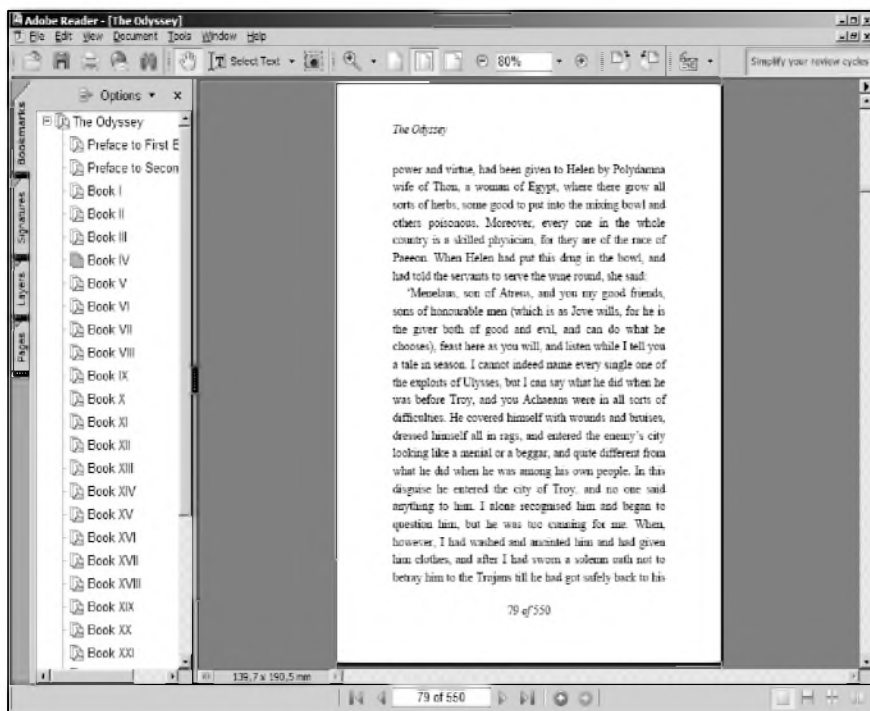 Adobe Reader - [The Odyssey]
File Edit View Document Tools Window Help
Select Text 80% Simplify your review cycles
Options
Bookmarks
Signatures
Layers
Pages
The Odyssey
Preface to First E
Preface to Secon
Book I
Book II
Book III
Book IV
Book V
Book VI
Book VII
Book VIII
Book IX
Book X
Book XI
Book XII
Book XIII
Book XIV
Book XV
Book XVI
Book XVII
Book XVIII
Book XIX
Book XX
Book XXI
The Odyssey
power and virtue, had been given to Helen by Polydamna
wife of Thon, a woman of Egypt, where there grow all
sorts of herbs, some good to put into the mixing bowl and
others poisonous. Moreover, every one in the whole
country is a skilled physician, for they are of the race of
Paeeon. When Helen had put this drug in the bowl, and
had told the servants to serve the wine round, she said:
‘Menelaus, son of Atreus, and you my good friends,
sons of honourable men (which is as Jove wills, for he is
the giver both of good and evil, and can do what he
chooses), feast here as you will, and listen while I tell you
a tale in season. I cannot indeed name every single one of
the exploits of Ulysses, but I can say what he did when he
was before Troy, and you Achaeans were in all sorts of
difficulties. He covered himself with wounds and bruises,
dressed himself all in rags, and entered the enemy’s city
looking like a menial or a beggar, and quite different from
what he did when he was among his own people. In this
disguise he entered the city of Troy, and no one said
anything to him. I alone recognised him and began to
question him, but he was too cunning for me. When,
however, I had washed and anointed him and had given
him clothes, and after I had sworn a solemn oath not to
betray him to the Trojans till he had got safely back to his
79 of 550
139,7 x 190,5 mm
79 of 550